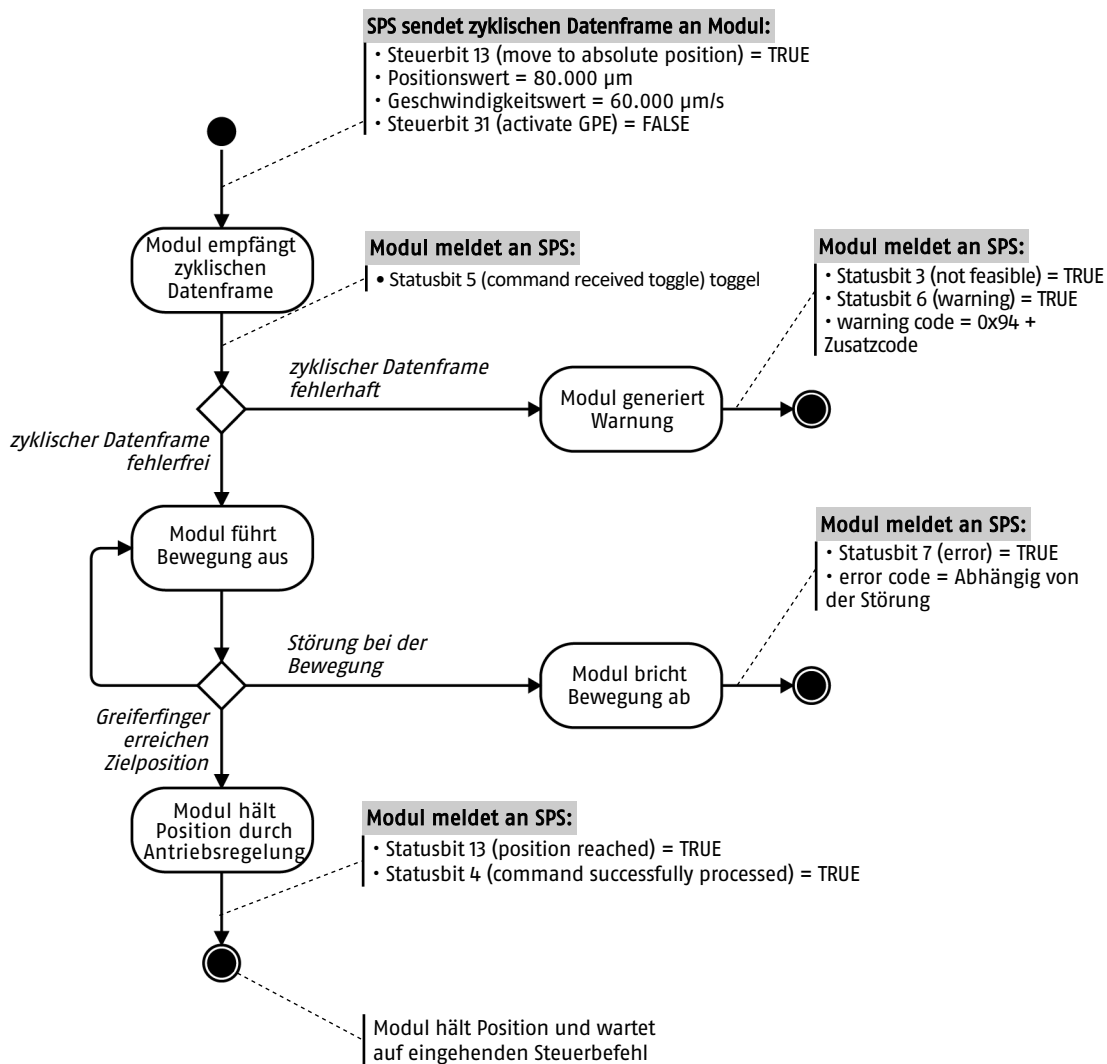 SPS sendet zyklischen Datenframe an Modul:
• Steuerbit 13 (move to absolute position) = TRUE
• Positionswert = 80.000 µm
• Geschwindigkeitswert = 60.000 µm/s
• Steuerbit 31 (activate GPE) = FALSE
Modul empfängt
zyklischen
Datenframe
Modul meldet an SPS:
• Statusbit 5 (command received toggle) toggel
Modul meldet an SPS:
• Statusbit 3 (not feasible) = TRUE
• Statusbit 6 (warning) = TRUE
• warning code = 0x94 +
Zusatzcode
zyklischer Datenframe
fehlerhaft
Modul generiert
Warnung
zyklischer Datenframe
fehlerfrei
Modul führt
Bewegung aus
Modul meldet an SPS:
• Statusbit 7 (error) = TRUE
• error code = Abhängig von
der Störung
Störung bei der
Bewegung
Modul bricht
Bewegung ab
Greiferfinger
erreichen
Zielposition
Modul hält
Position durch
Antriebsregelung
Modul meldet an SPS:
• Statusbit 13 (position reached) = TRUE
• Statusbit 4 (command successfully processed) = TRUE
Modul hält Position und wartet
auf eingehenden Steuerbefehl